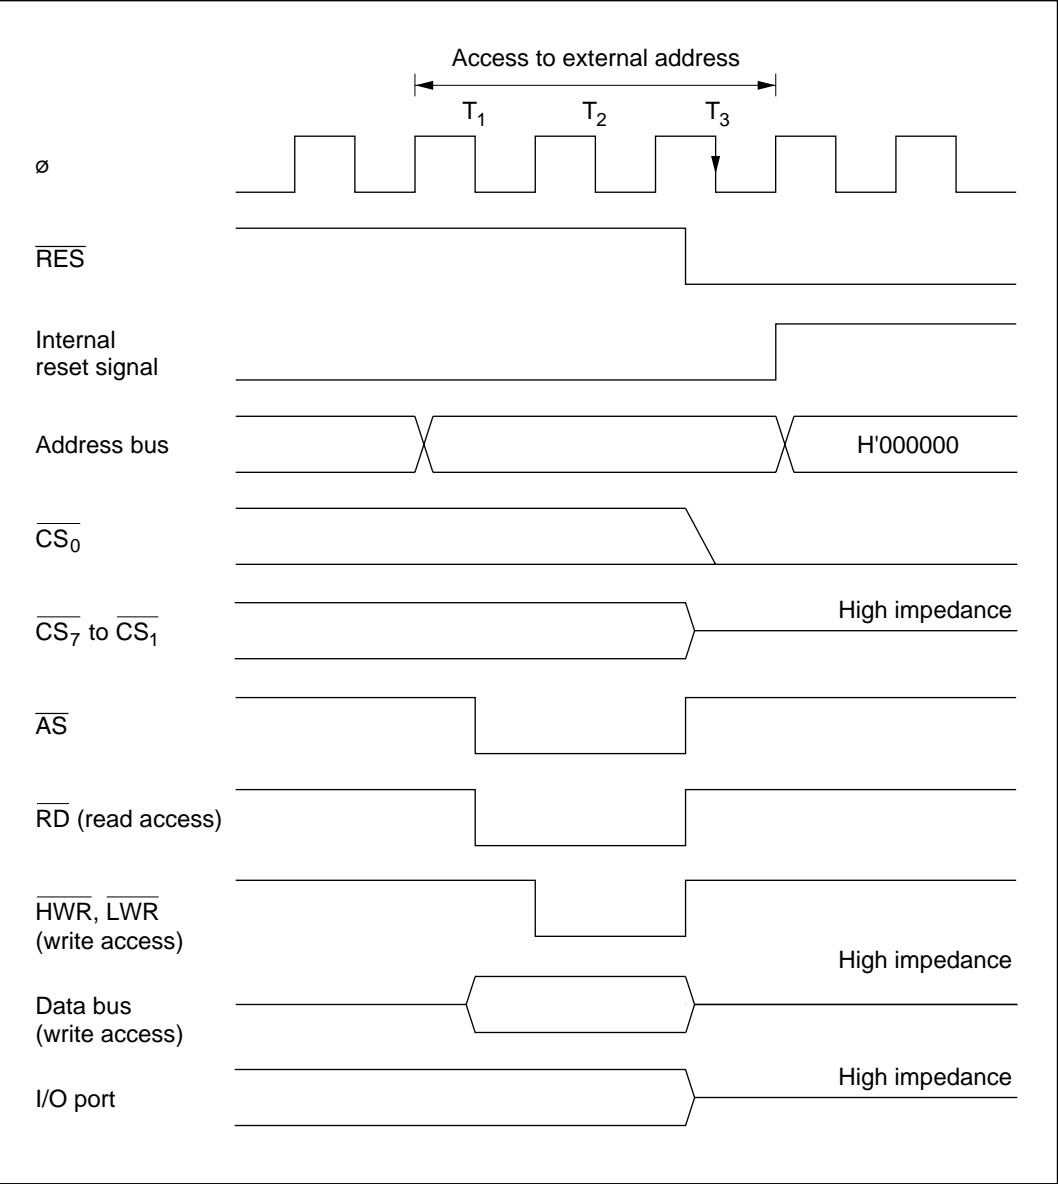 Access to external address
T1 T2 T3
ø
RES
Internal
reset signal
Address bus
H'000000
CS0
High impedance
CS7 to CS1
AS
RD (read access)
HWR, LWR
(write access)
High impedance
Data bus
(write access)
High impedance
I/O port